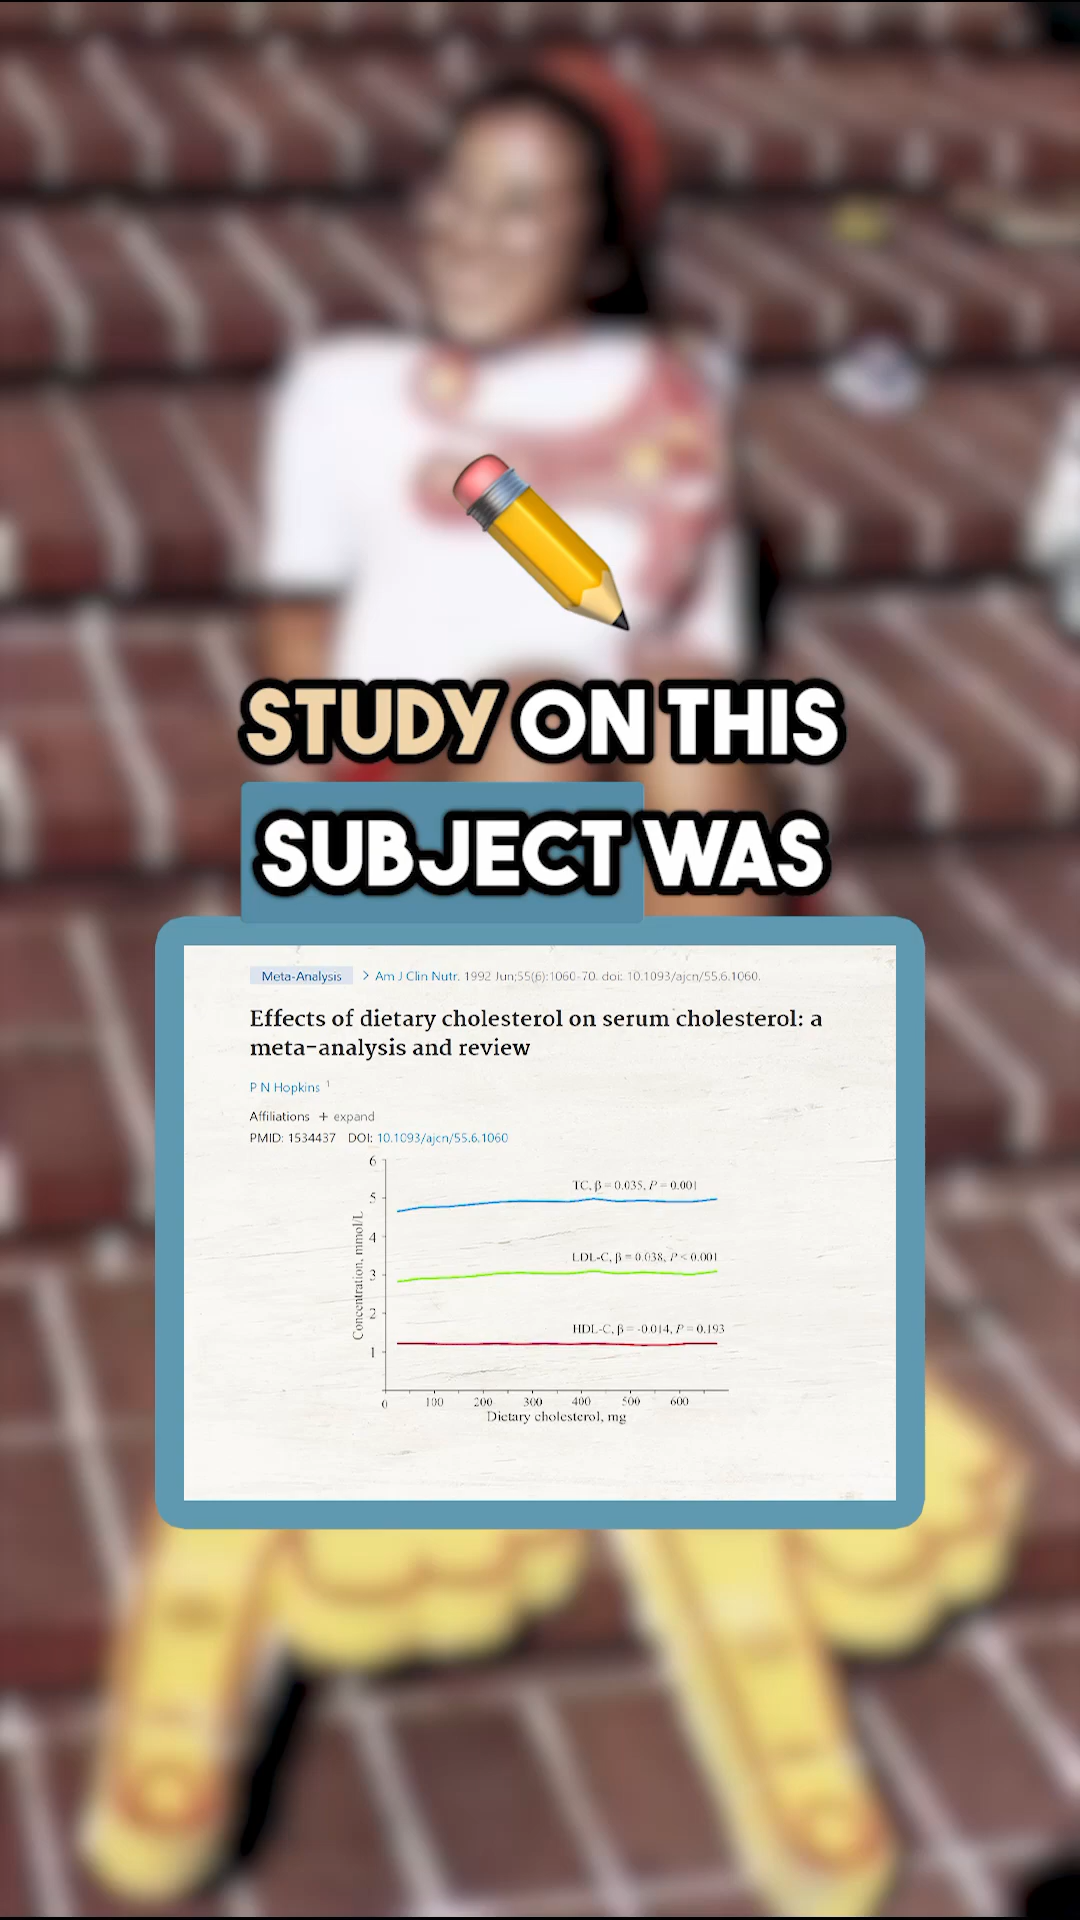 STUDY ON THIS
SUBJECT WAS
Meta-Analysis > Am J Clin Nutr. 1992 Jun;55(6):1060-70. doi: 10.1093/ajcn/55.6.1060.
Effects of dietary cholesterol on serum cholesterol: a
meta-analysis and review
P N Hopkins 1
Affiliations + expand
PMID: 1534437 DOI: 10.1093/ajcn/55.6.1060
6
TC, β = 0.035, P = 0.001
5
4
LDL-C, β = 0.038, P < 0.001
3
2
HDL-C, β = -0.014, P = 0.193
1
Concentration, mmol/L
0 100 200 300 400 500 600
Dietary cholesterol, mg